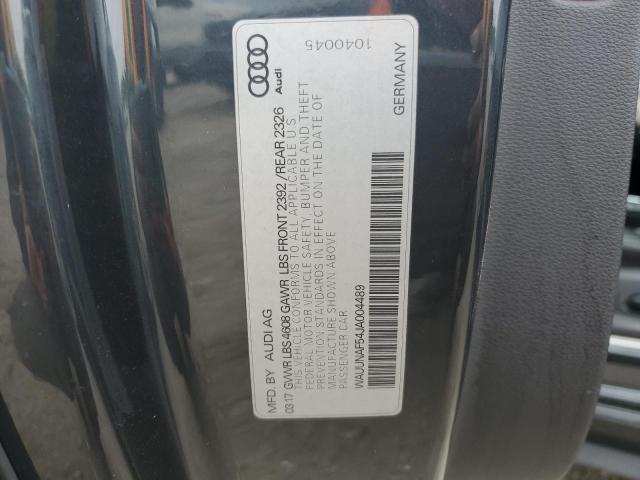 MFD. BY AUDI AG
03 17 GVWR LBS 4608 GAWR LBS FRONT 2392 / REAR 2326
THIS VEHICLE CONFORMS TO ALL APPLICABLE U.S.
FEDERAL MOTOR VEHICLE SAFETY, BUMPER AND THEFT
PREVENTION STANDARDS IN EFFECT ON THE DATE OF
MANUFACTURE SHOWN ABOVE
PASSENGER CAR
WAUUNAF54JA004489
Audi
1040045
GERMANY